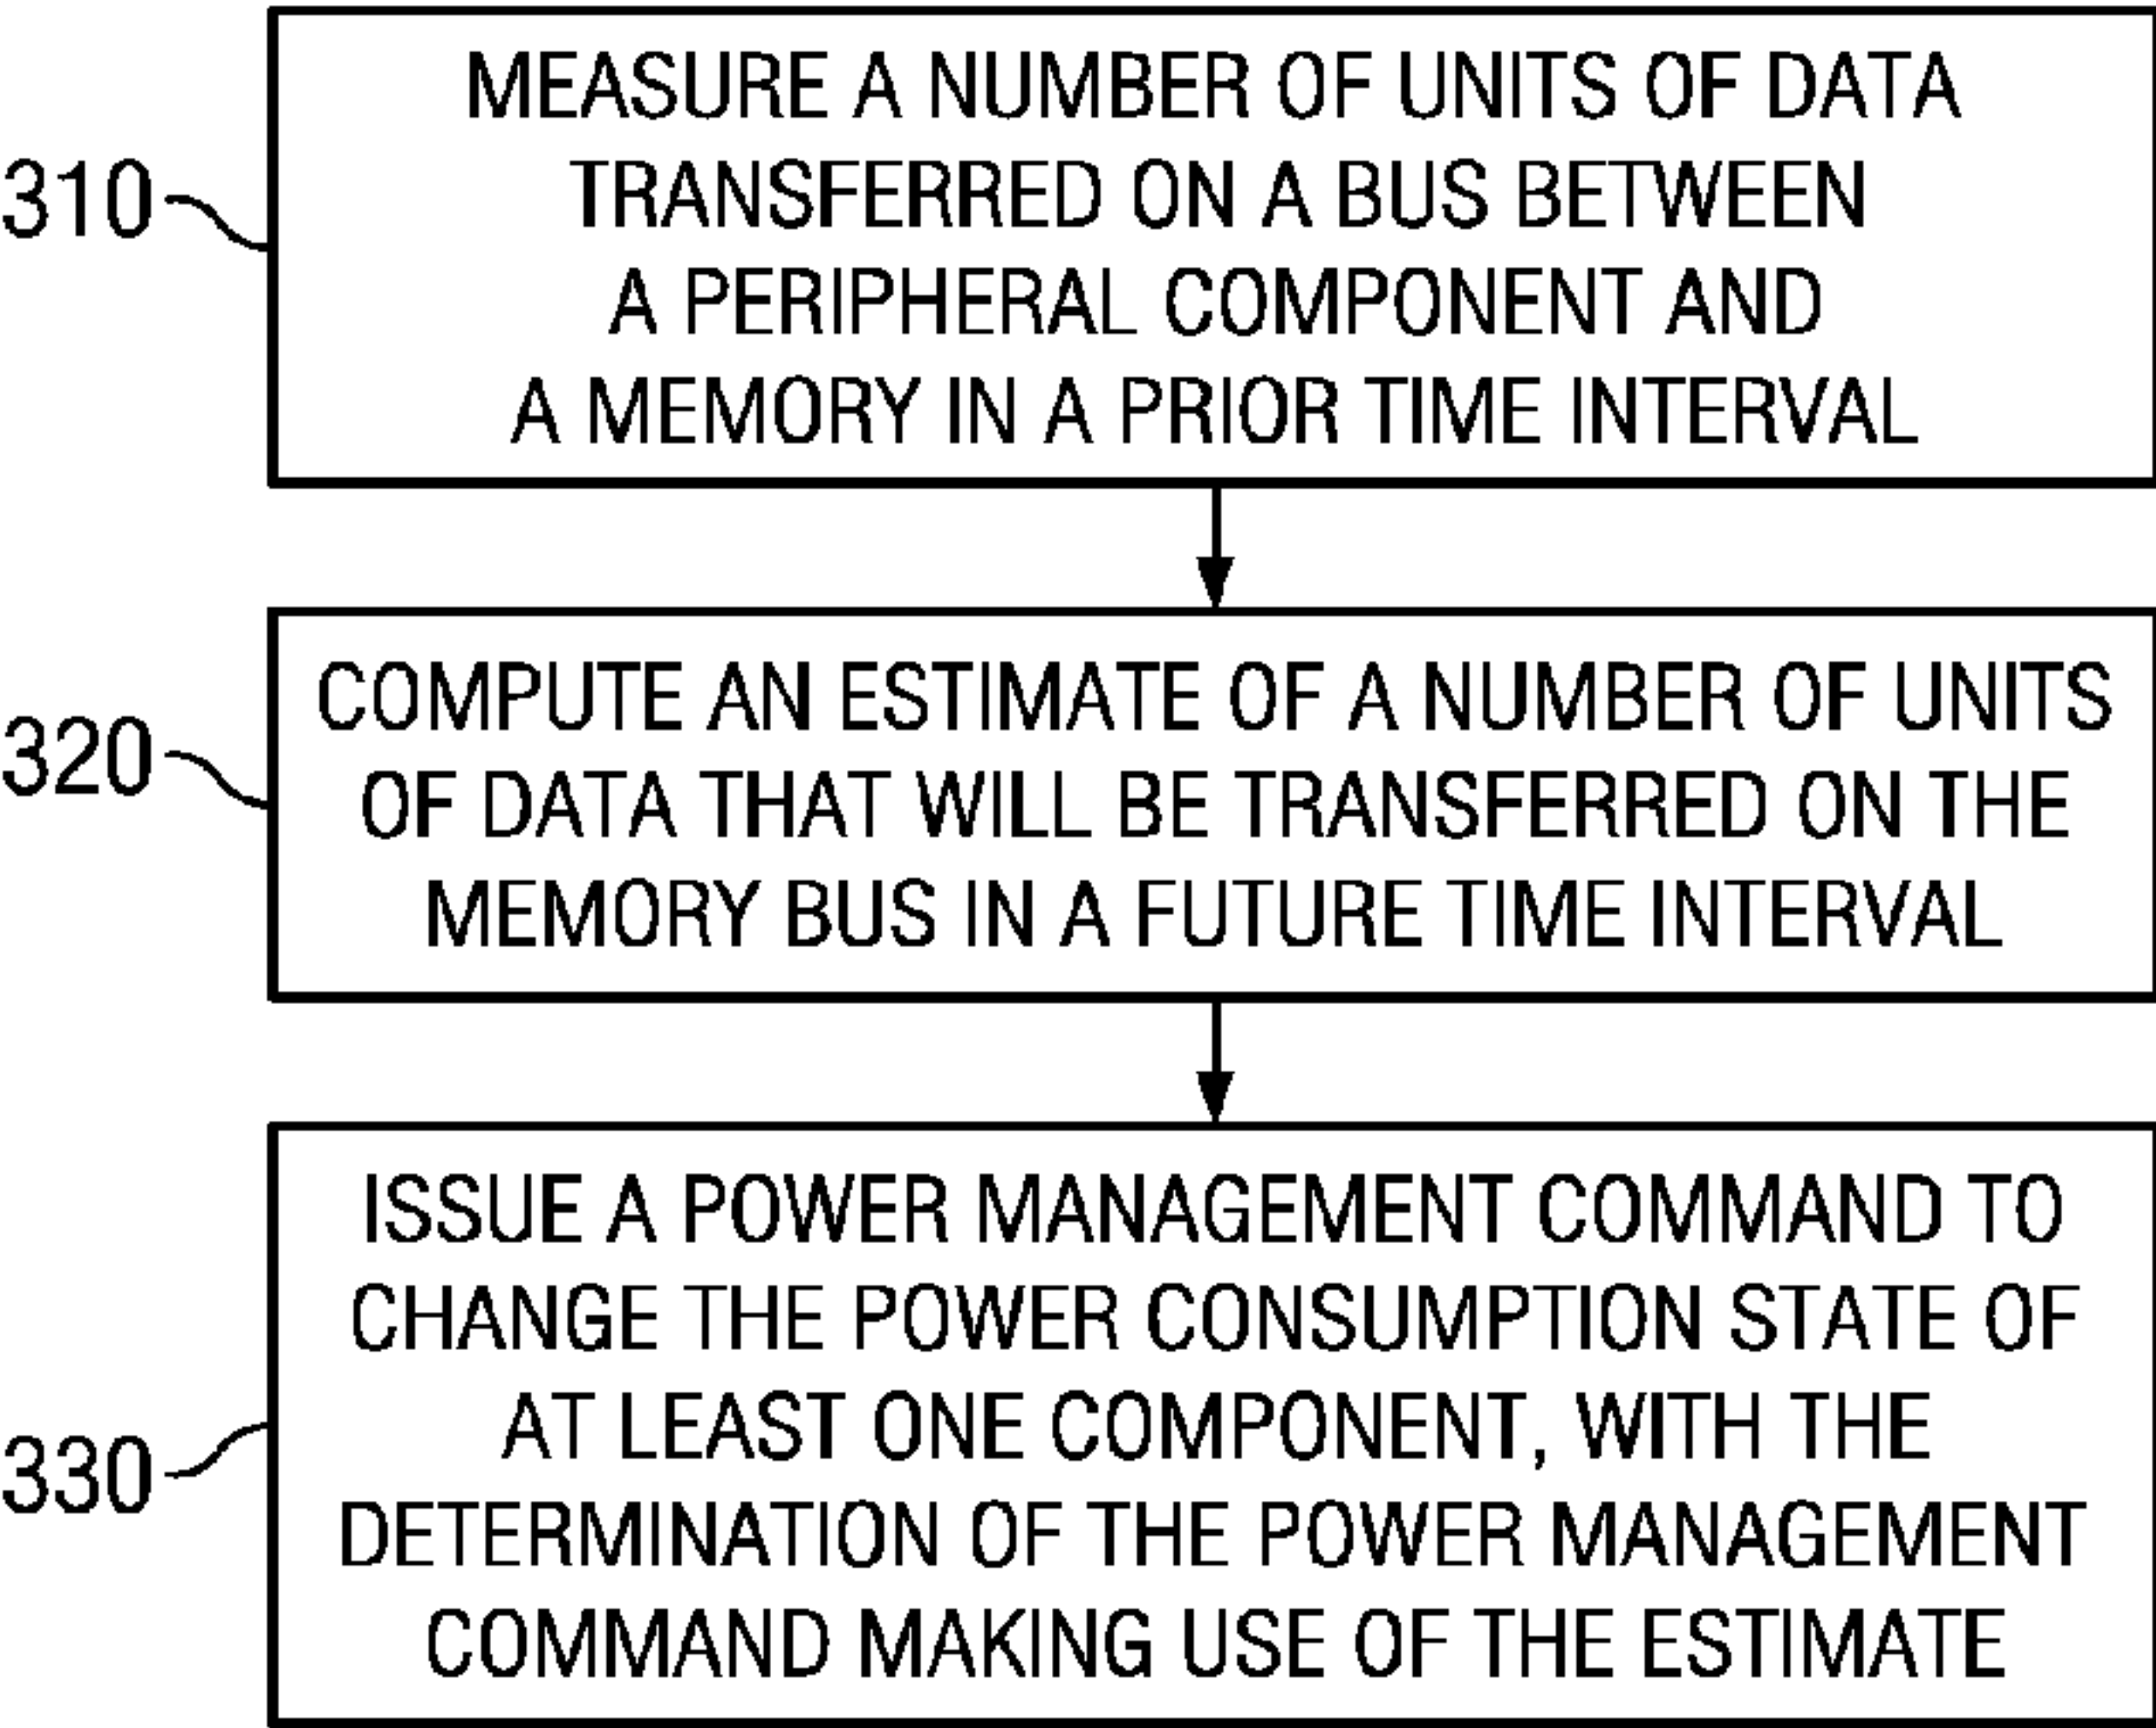 310
MEASURE A NUMBER OF UNITS OF DATA
TRANSFERRED ON A BUS BETWEEN
A PERIPHERAL COMPONENT AND
A MEMORY IN A PRIOR TIME INTERVAL
320
COMPUTE AN ESTIMATE OF A NUMBER OF UNITS
OF DATA THAT WILL BE TRANSFERRED ON THE
MEMORY BUS IN A FUTURE TIME INTERVAL
330
ISSUE A POWER MANAGEMENT COMMAND TO
CHANGE THE POWER CONSUMPTION STATE OF
AT LEAST ONE COMPONENT, WITH THE
DETERMINATION OF THE POWER MANAGEMENT
COMMAND MAKING USE OF THE ESTIMATE